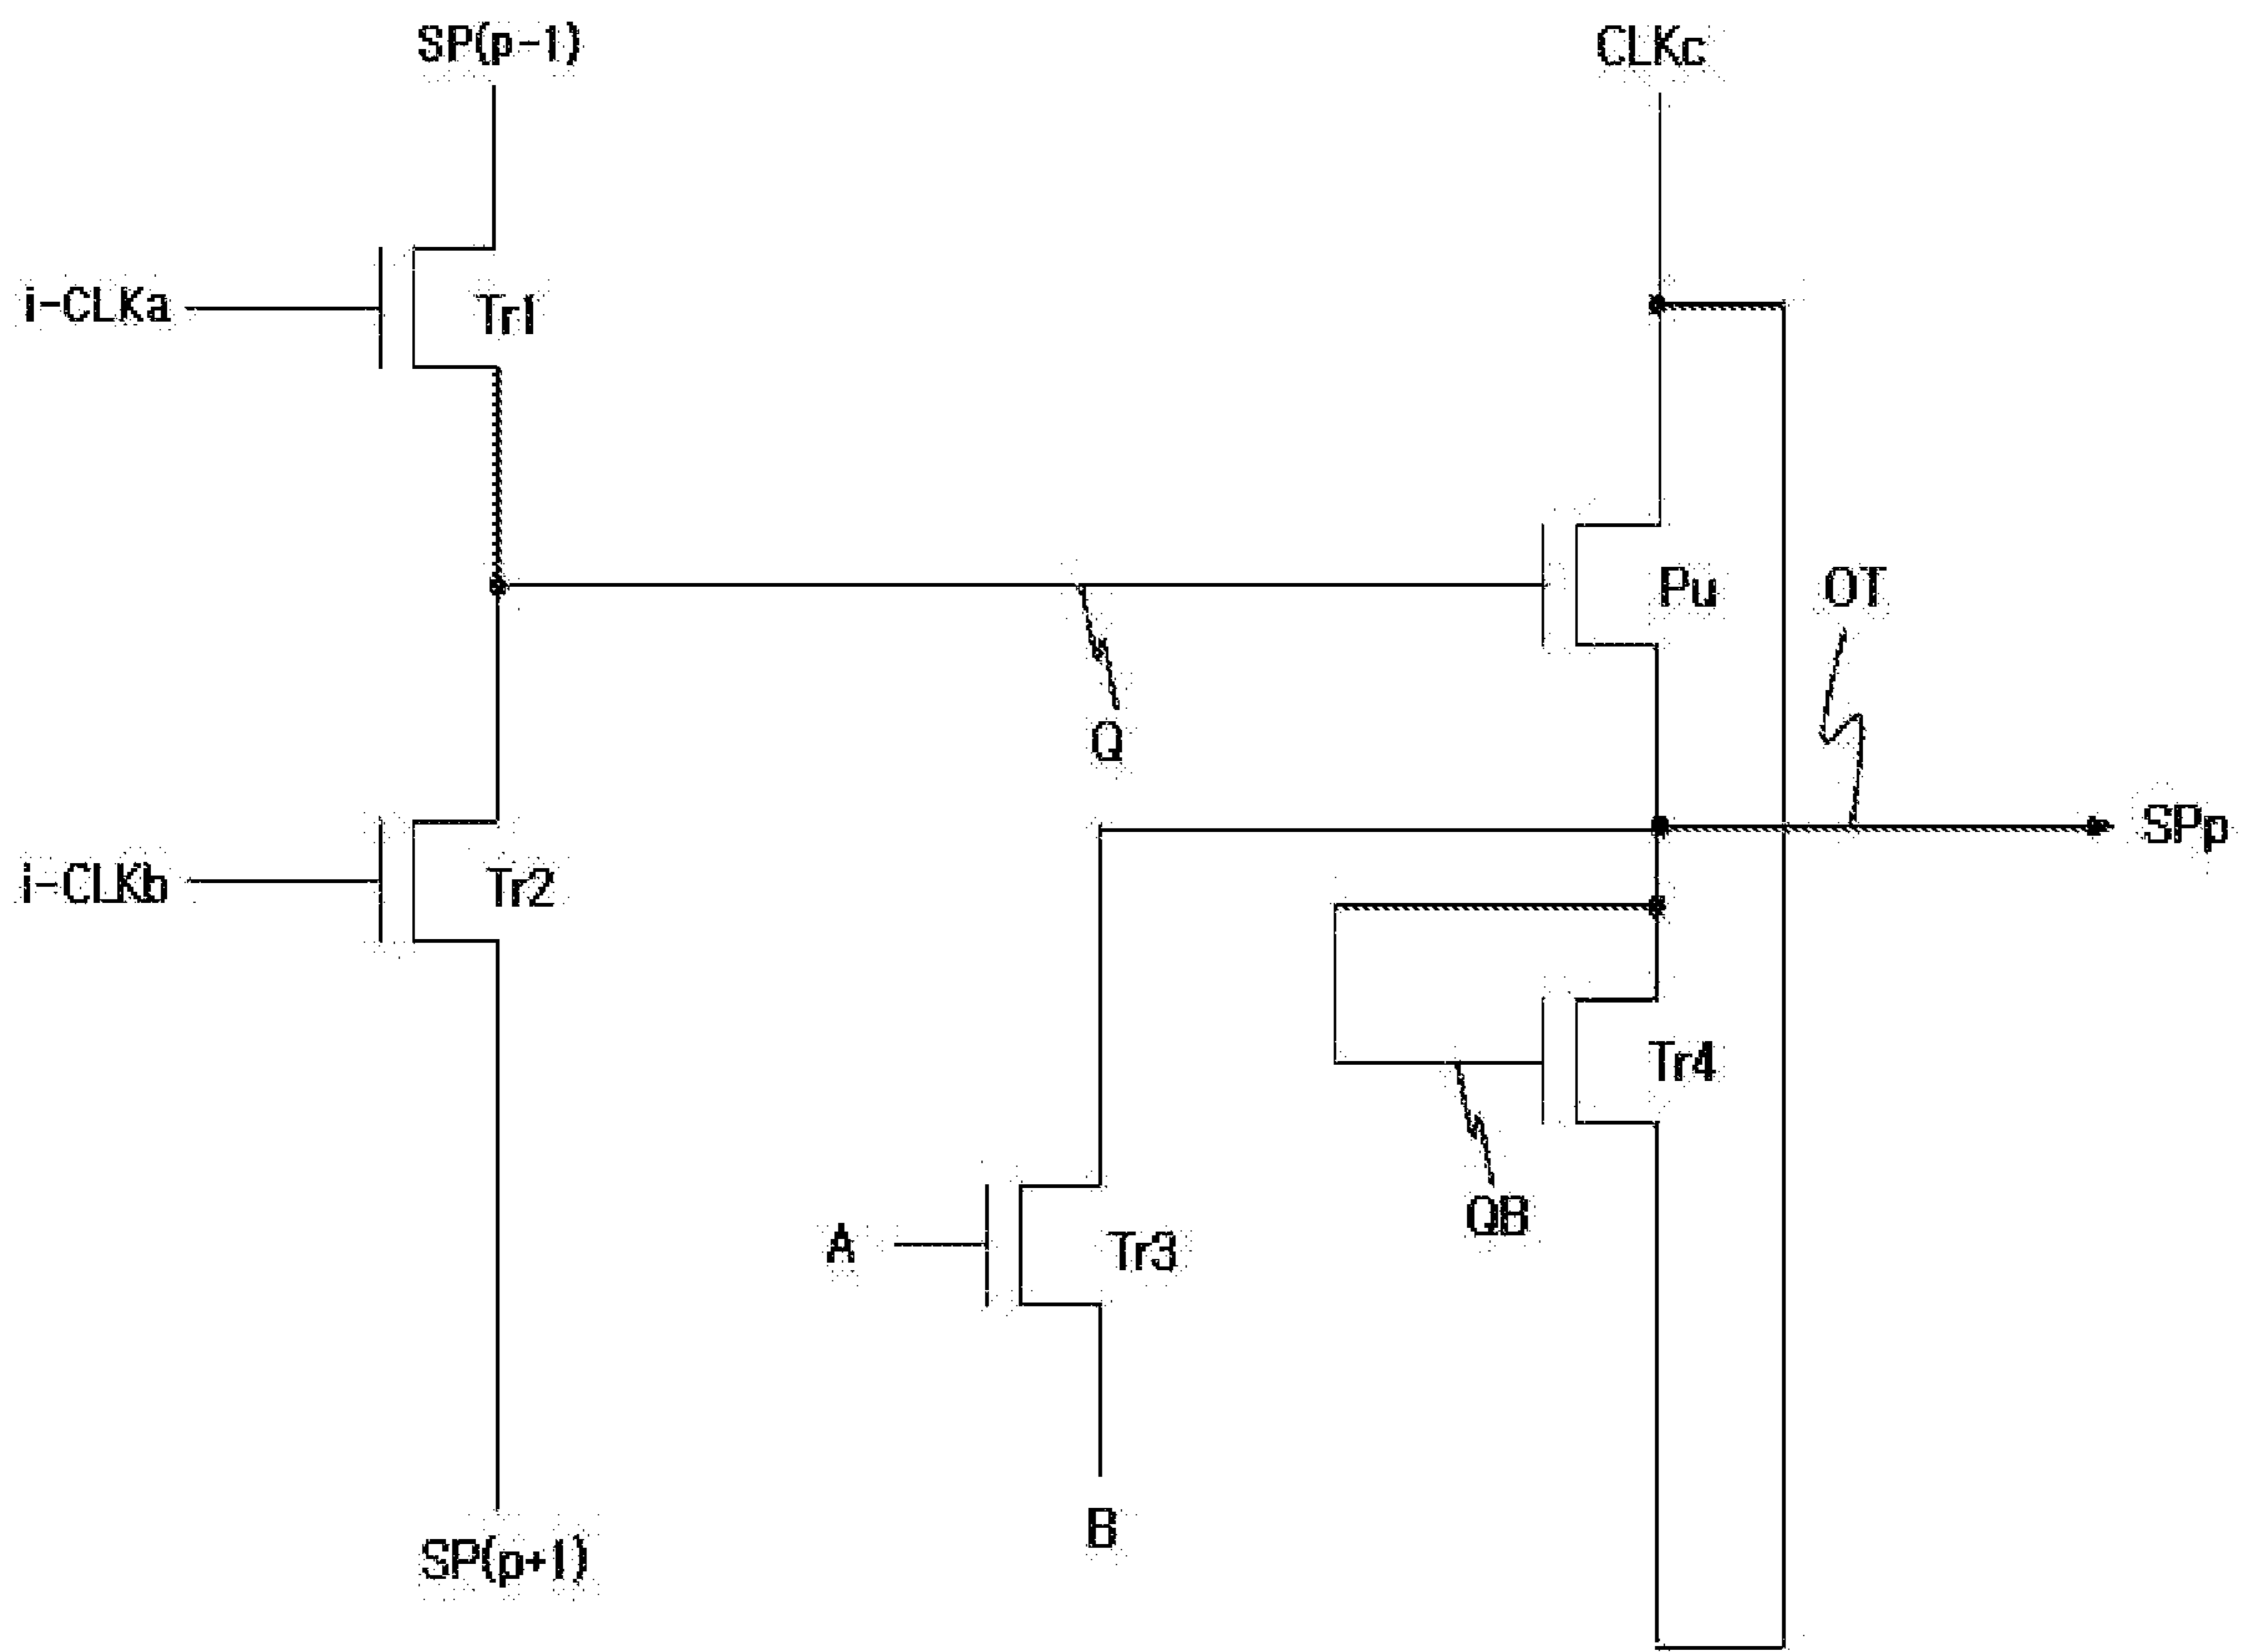 SP(p-1)
CLKc
i-CLKa
Tr1
Pu
OT
Q
i-CLKb
Tr2
SPp
Tr4
A
Tr3
QB
B
SP(p+1)